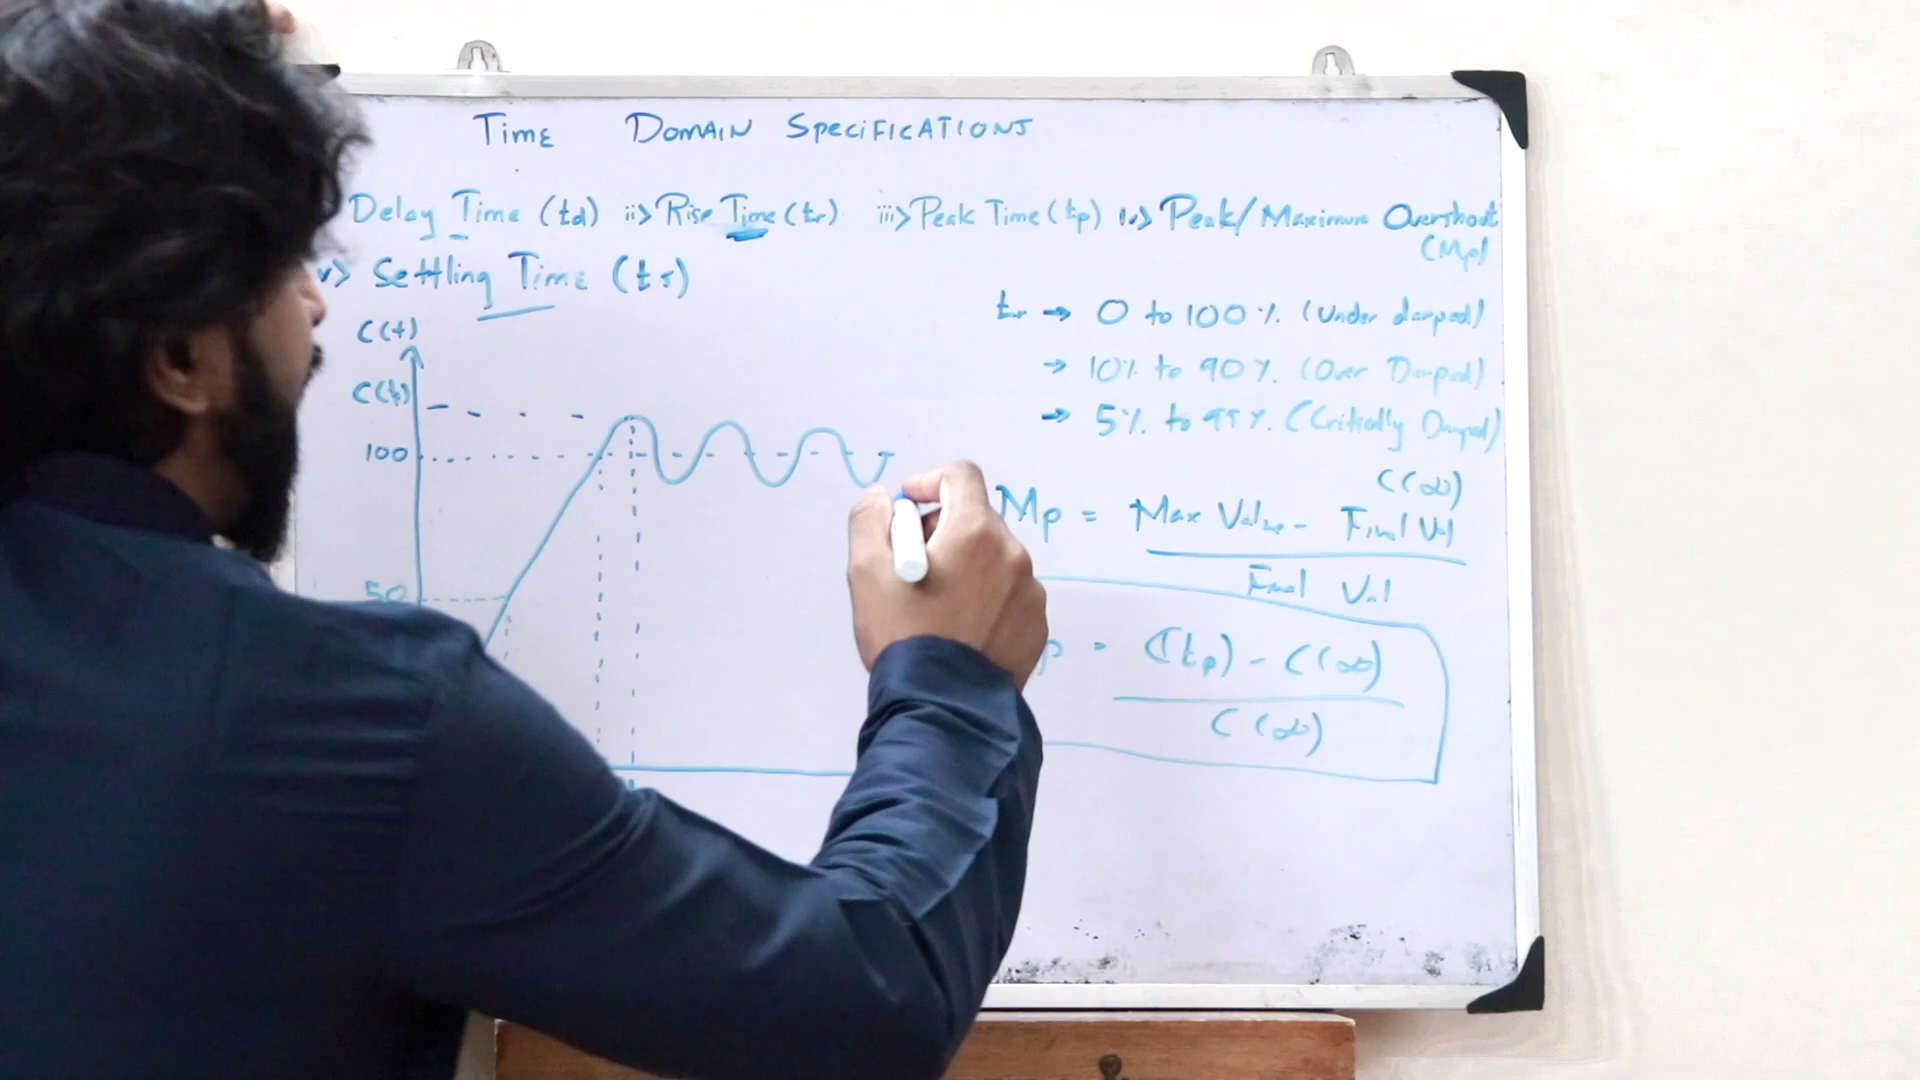 Time Domain Specifications
Delay Time (td) ii> Rise Time (tr) iii> Peak Time (tp) iv> Peak/Maximum Overshoot
(Mp)
v> Settling Time (ts)
tr → 0 to 100 % (Under damped)
→ 10% to 90 %. (Over Damped)
→ 5% to 95 %. (Critically Damped)
C(t)
C(tp)
100
50
C(∞)
Mp = Max Value - Final Val
Final Val
p = C(tp) - C(∞)
C(∞)